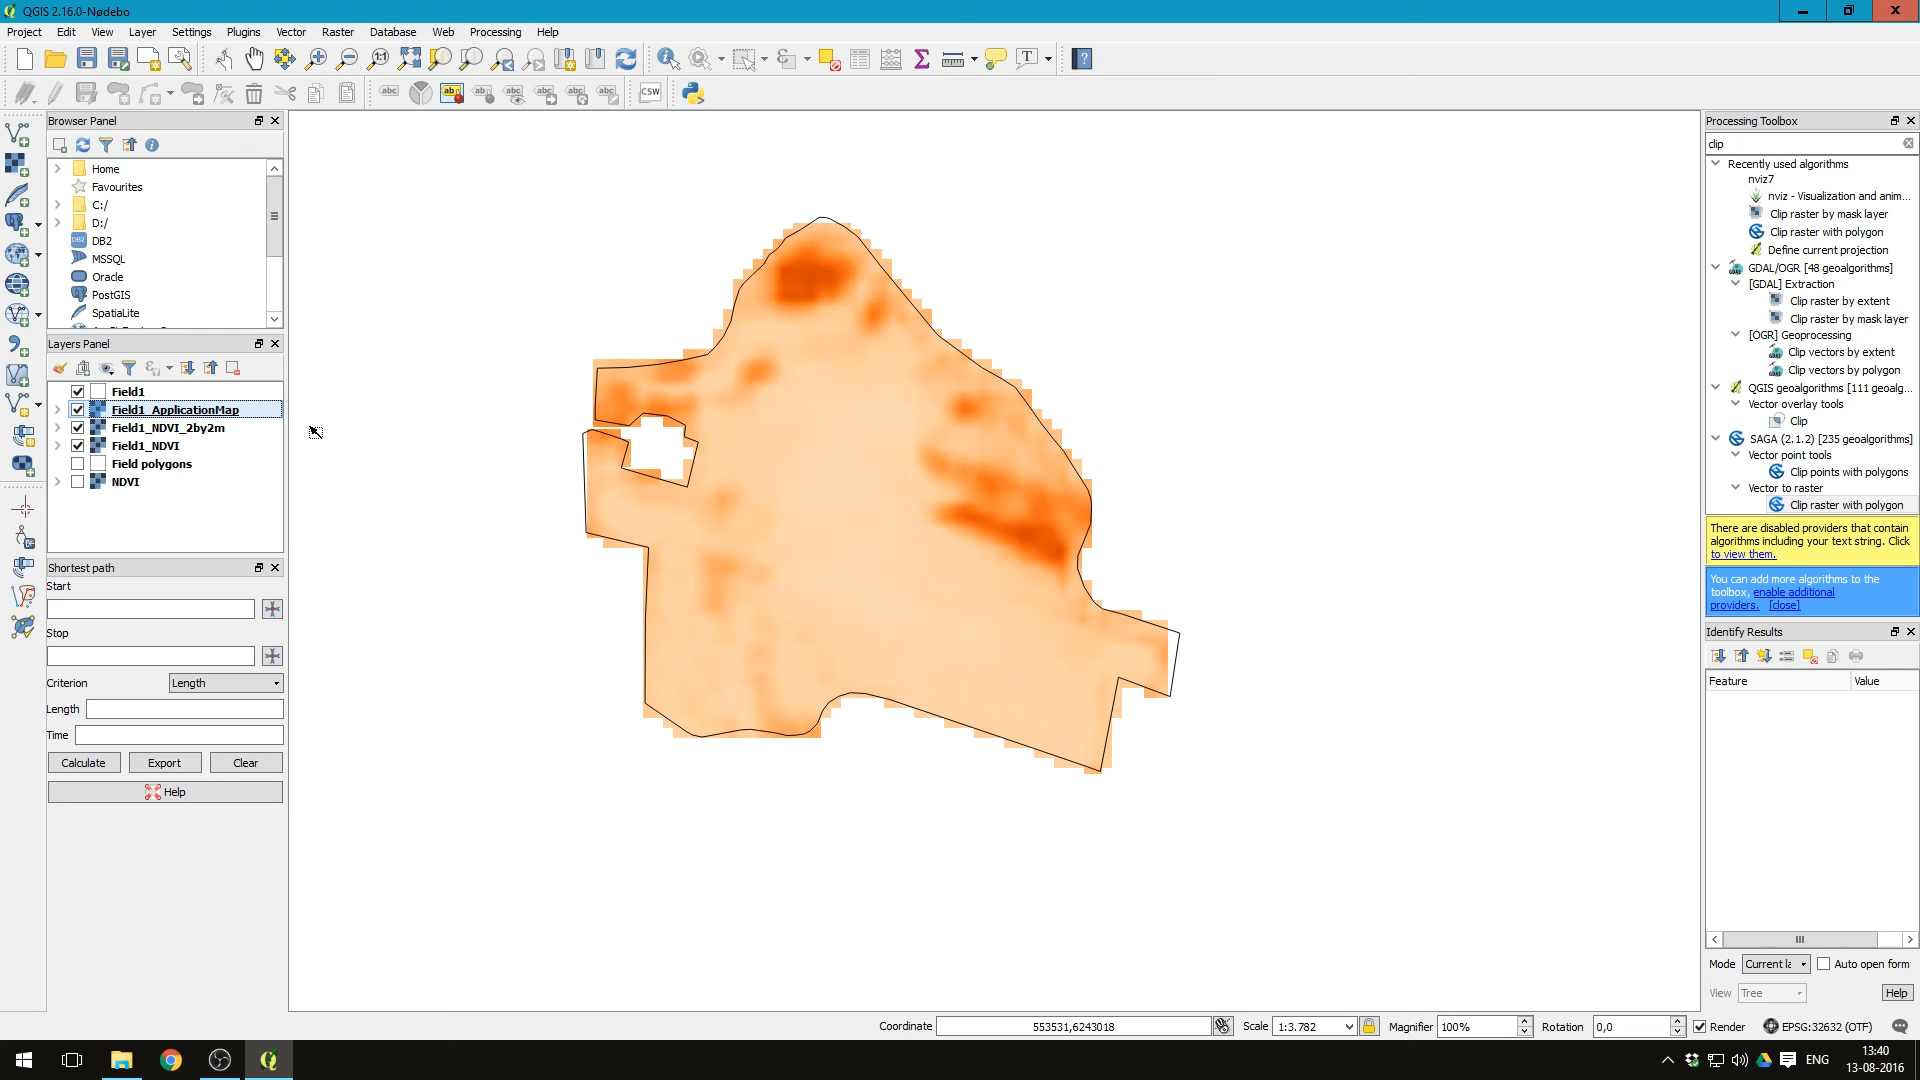 QGIS 2.16.0-Nødebo
Project Edit View Layer Settings Plugins Vector Raster Database Web Processing Help
abc abc CSW
Browser Panel
Home
Favourites
C:/
D:/
DB2
MSSQL
Oracle
PostGIS
SpatiaLite
Layers Panel
Field1
Field1_ApplicationMap
Field1_NDVI_2by2m
Field1_NDVI
Field polygons
NDVI
Shortest path
Start
Stop
Criterion Length
Length
Time
Calculate Export Clear
Help
Processing Toolbox
clip
Recently used algorithms
nviz7
nviz - Visualization and anim...
Clip raster by mask layer
Clip raster with polygon
Define current projection
GDAL/OGR [48 geoalgorithms]
[GDAL] Extraction
Clip raster by extent
Clip raster by mask layer
[OGR] Geoprocessing
Clip vectors by extent
Clip vectors by polygon
QGIS geoalgorithms [111 geoalg...
Vector overlay tools
Clip
SAGA (2.1.2) [235 geoalgorithms]
Vector point tools
Clip points with polygons
Vector to raster
Clip raster with polygon
There are disabled providers that contain
algorithms including your text string. Click
to view them.
You can add more algorithms to the
toolbox, enable additional
providers. [close]
Identify Results
Feature Value
Mode Current la Auto open form
View Tree Help
Coordinate 553531,6243018 Scale 1:3.782 Magnifier 100% Rotation 0,0 Render EPSG:32632 (OTF)
ENG 13:40
13-08-2016